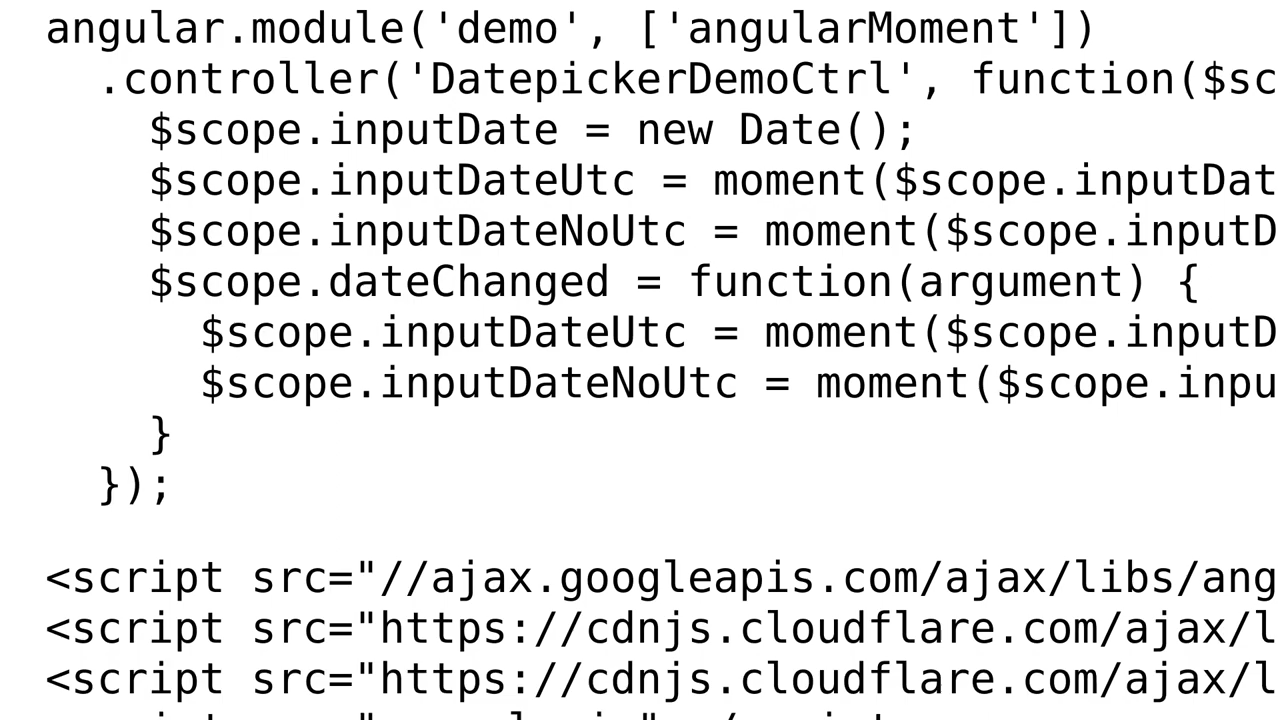 angular.module('demo', ['angularMoment'])
.controller('DatepickerDemoCtrl', function($sc
$scope.inputDate = new Date();
$scope.inputDateUtc = moment($scope.inputDat
$scope.inputDateNoUtc = moment($scope.inputD
$scope.dateChanged = function(argument) {
$scope.inputDateUtc = moment($scope.inputD
$scope.inputDateNoUtc = moment($scope.inpu
}
});
<script src="//ajax.googleapis.com/ajax/libs/ang
<script src="https://cdnjs.cloudflare.com/ajax/l
<script src="https://cdnjs.cloudflare.com/ajax/l